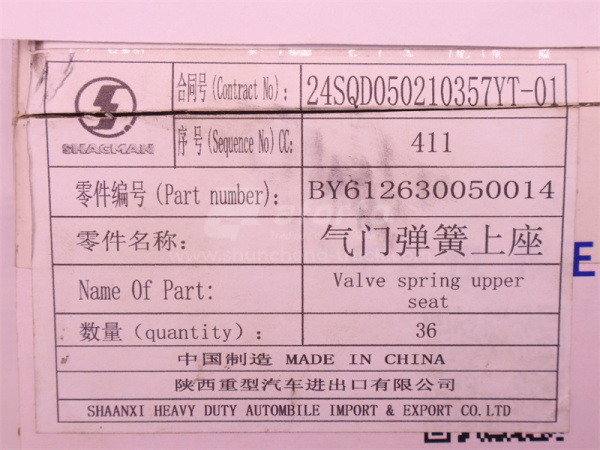 合同号(Contract No):
24SQD050210357YT-01
SHACMAN
序号(Sequence No)CC:
411
零件编号(Part number):
BY612630050014
零件名称:
气门弹簧上座
E
Name Of Part:
Valve spring upper
seat
数量(quantity):
36
中国制造 MADE IN CHINA
陕西重型汽车进出口有限公司
SHAANXI HEAVY DUTY AUTOMBILE IMPORT & EXPORT CO.LTD